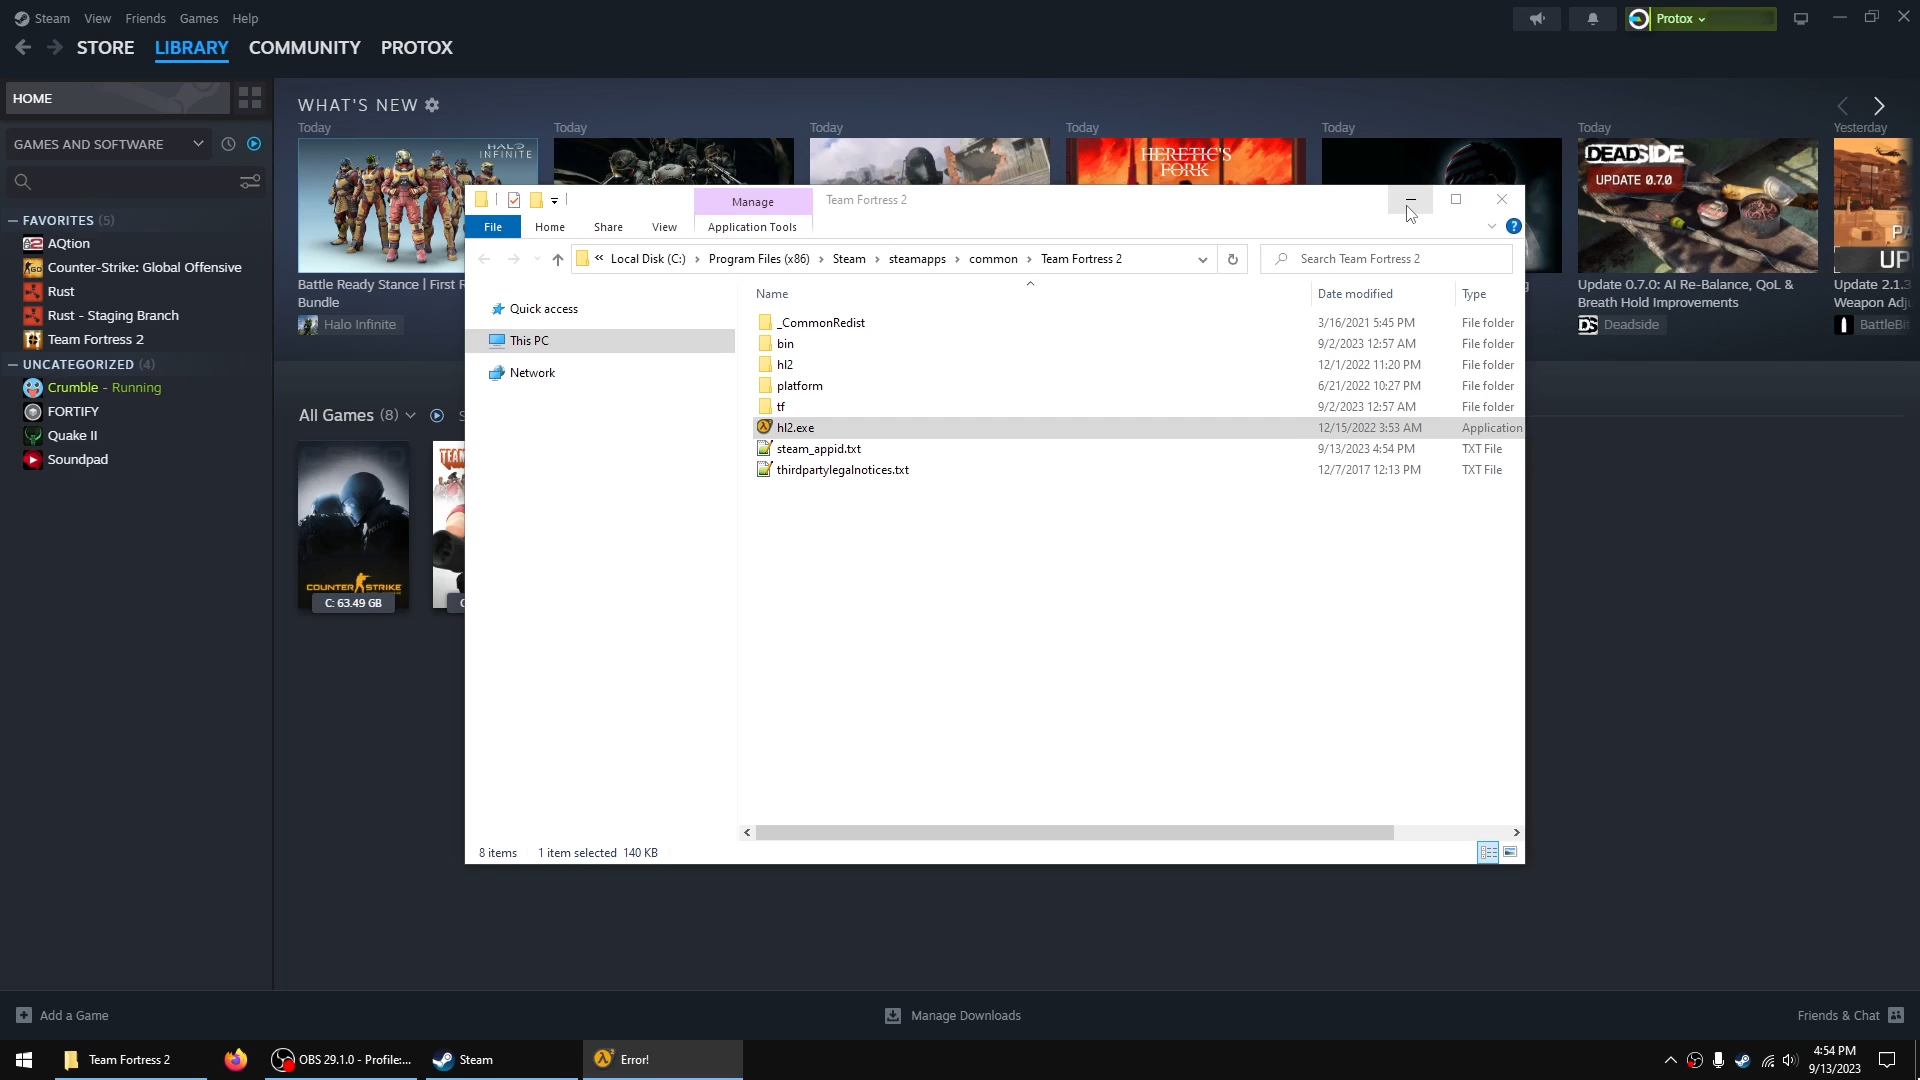 Steam View Friends Games Help
Protox
STORE LIBRARY COMMUNITY PROTOX
HOME
GAMES AND SOFTWARE
FAVORITES (5)
AQtion
Counter-Strike: Global Offensive
Rust
Rust - Staging Branch
Team Fortress 2
UNCATEGORIZED (4)
Crumble - Running
FORTIFY
Quake II
Soundpad
WHAT'S NEW
Today Today Today Today Today Today Yesterday
HALO
INFINITE
HERETIC'S
FORK
DEADSIDE
UPDATE 0.7.0
UP
Battle Ready Stance | First
Bundle
Halo Infinite
Update 0.7.0: AI Re-Balance, QoL &
Breath Hold Improvements
Deadside
Update 2.1.3
Weapon Adj
BattleBit
All Games (8)
COUNTER STRIKE
C: 63.49 GB
TEAM
Manage
Team Fortress 2
File Home Share View Application Tools
« Local Disk (C:) › Program Files (x86) › Steam › steamapps › common › Team Fortress 2
Search Team Fortress 2
Quick access
This PC
Network
Name Date modified Type
_CommonRedist 3/16/2021 5:45 PM File folder
bin 9/2/2023 12:57 AM File folder
hl2 12/1/2022 11:20 PM File folder
platform 6/21/2022 10:27 PM File folder
tf 9/2/2023 12:57 AM File folder
hl2.exe 12/15/2022 3:53 AM Application
steam_appid.txt 9/13/2023 4:54 PM TXT File
thirdpartylegalnotices.txt 12/7/2017 12:13 PM TXT File
8 items 1 item selected 140 KB
Add a Game
Manage Downloads
Friends & Chat
Team Fortress 2
OBS 29.1.0 - Profile:...
Steam
Error!
4:54 PM
9/13/2023